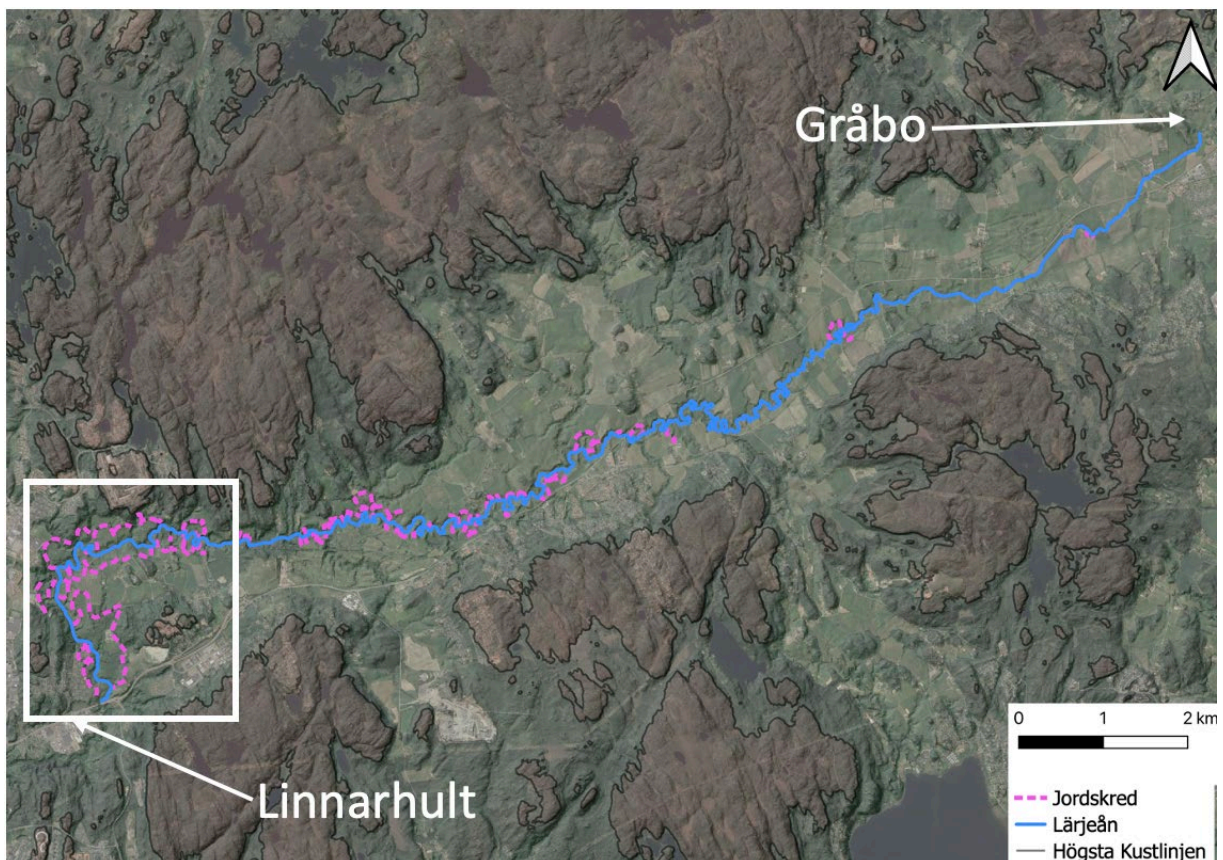 Gråbo
Linnarhult
0 1 2 km
Jordskred
Lärjeån
Högsta Kustlinjen